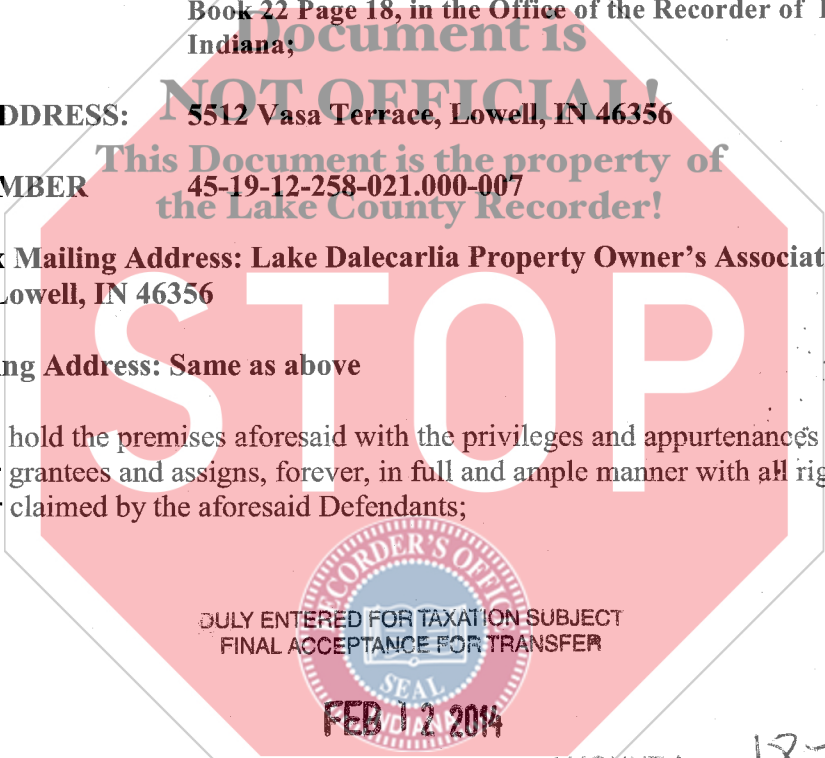 Book 22 Page 18, in the Office of the Recorder of
Document is
Indiana;
NOT OFFICIAL!
DDRESS: 5512 Vasa Terrace, Lowell, IN 46356
This Document is the property of
MBER 45-19-12-258-021.000-007
the Lake County Recorder!
Mailing Address: Lake Dalecarlia Property Owner's Associat
Lowell, IN 46356
STOP
ng Address: Same as above
hold the premises aforesaid with the privileges and appurtenances
grantees and assigns, forever, in full and ample manner with all rig
claimed by the aforesaid Defendants;
RECORDER'S OFFICE
DULY ENTERED FOR TAXATION SUBJECT
FINAL ACCEPTANCE FOR TRANSFER
SEAL
FEB 12 2014
INDIANA